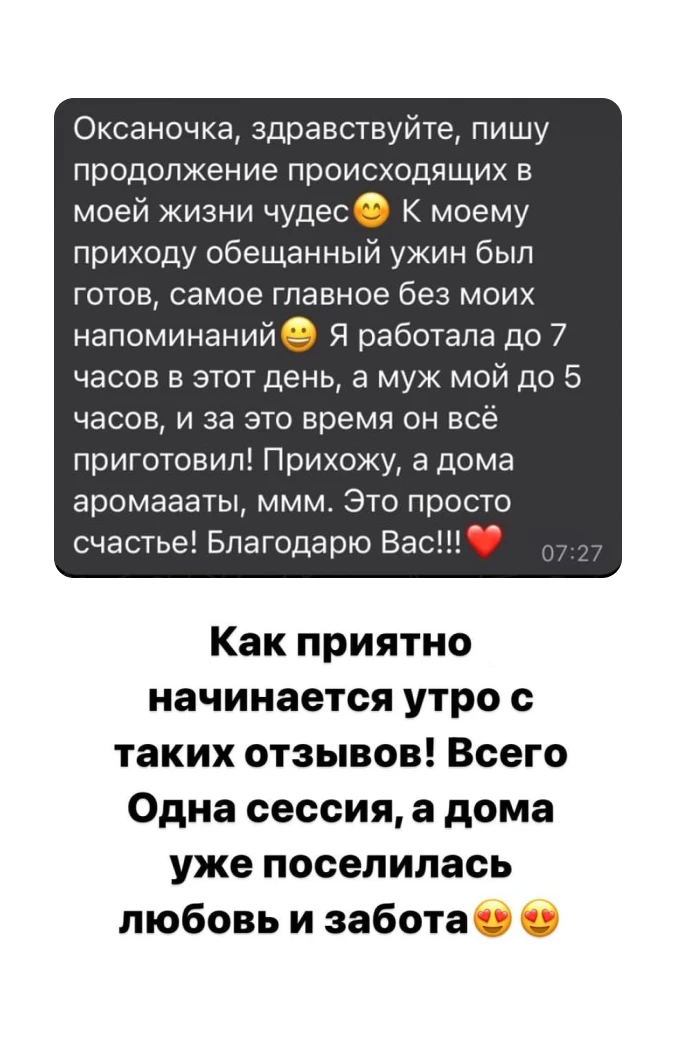 Оксаночка, здравствуйте, пишу
продолжение происходящих в
моей жизни чудес😊 К моему
приходу обещанный ужин был
готов, самое главное без моих
напоминаний😀 Я работала до 7
часов в этот день, а муж мой до 5
часов, и за это время он всё
приготовил! Прихожу, а дома
аромаааты, ммм. Это просто
счастье! Благодарю Вас!!!❤️ 07:27
Как приятно
начинается утро с
таких отзывов! Всего
Одна сессия, а дома
уже поселилась
любовь и забота😍😍